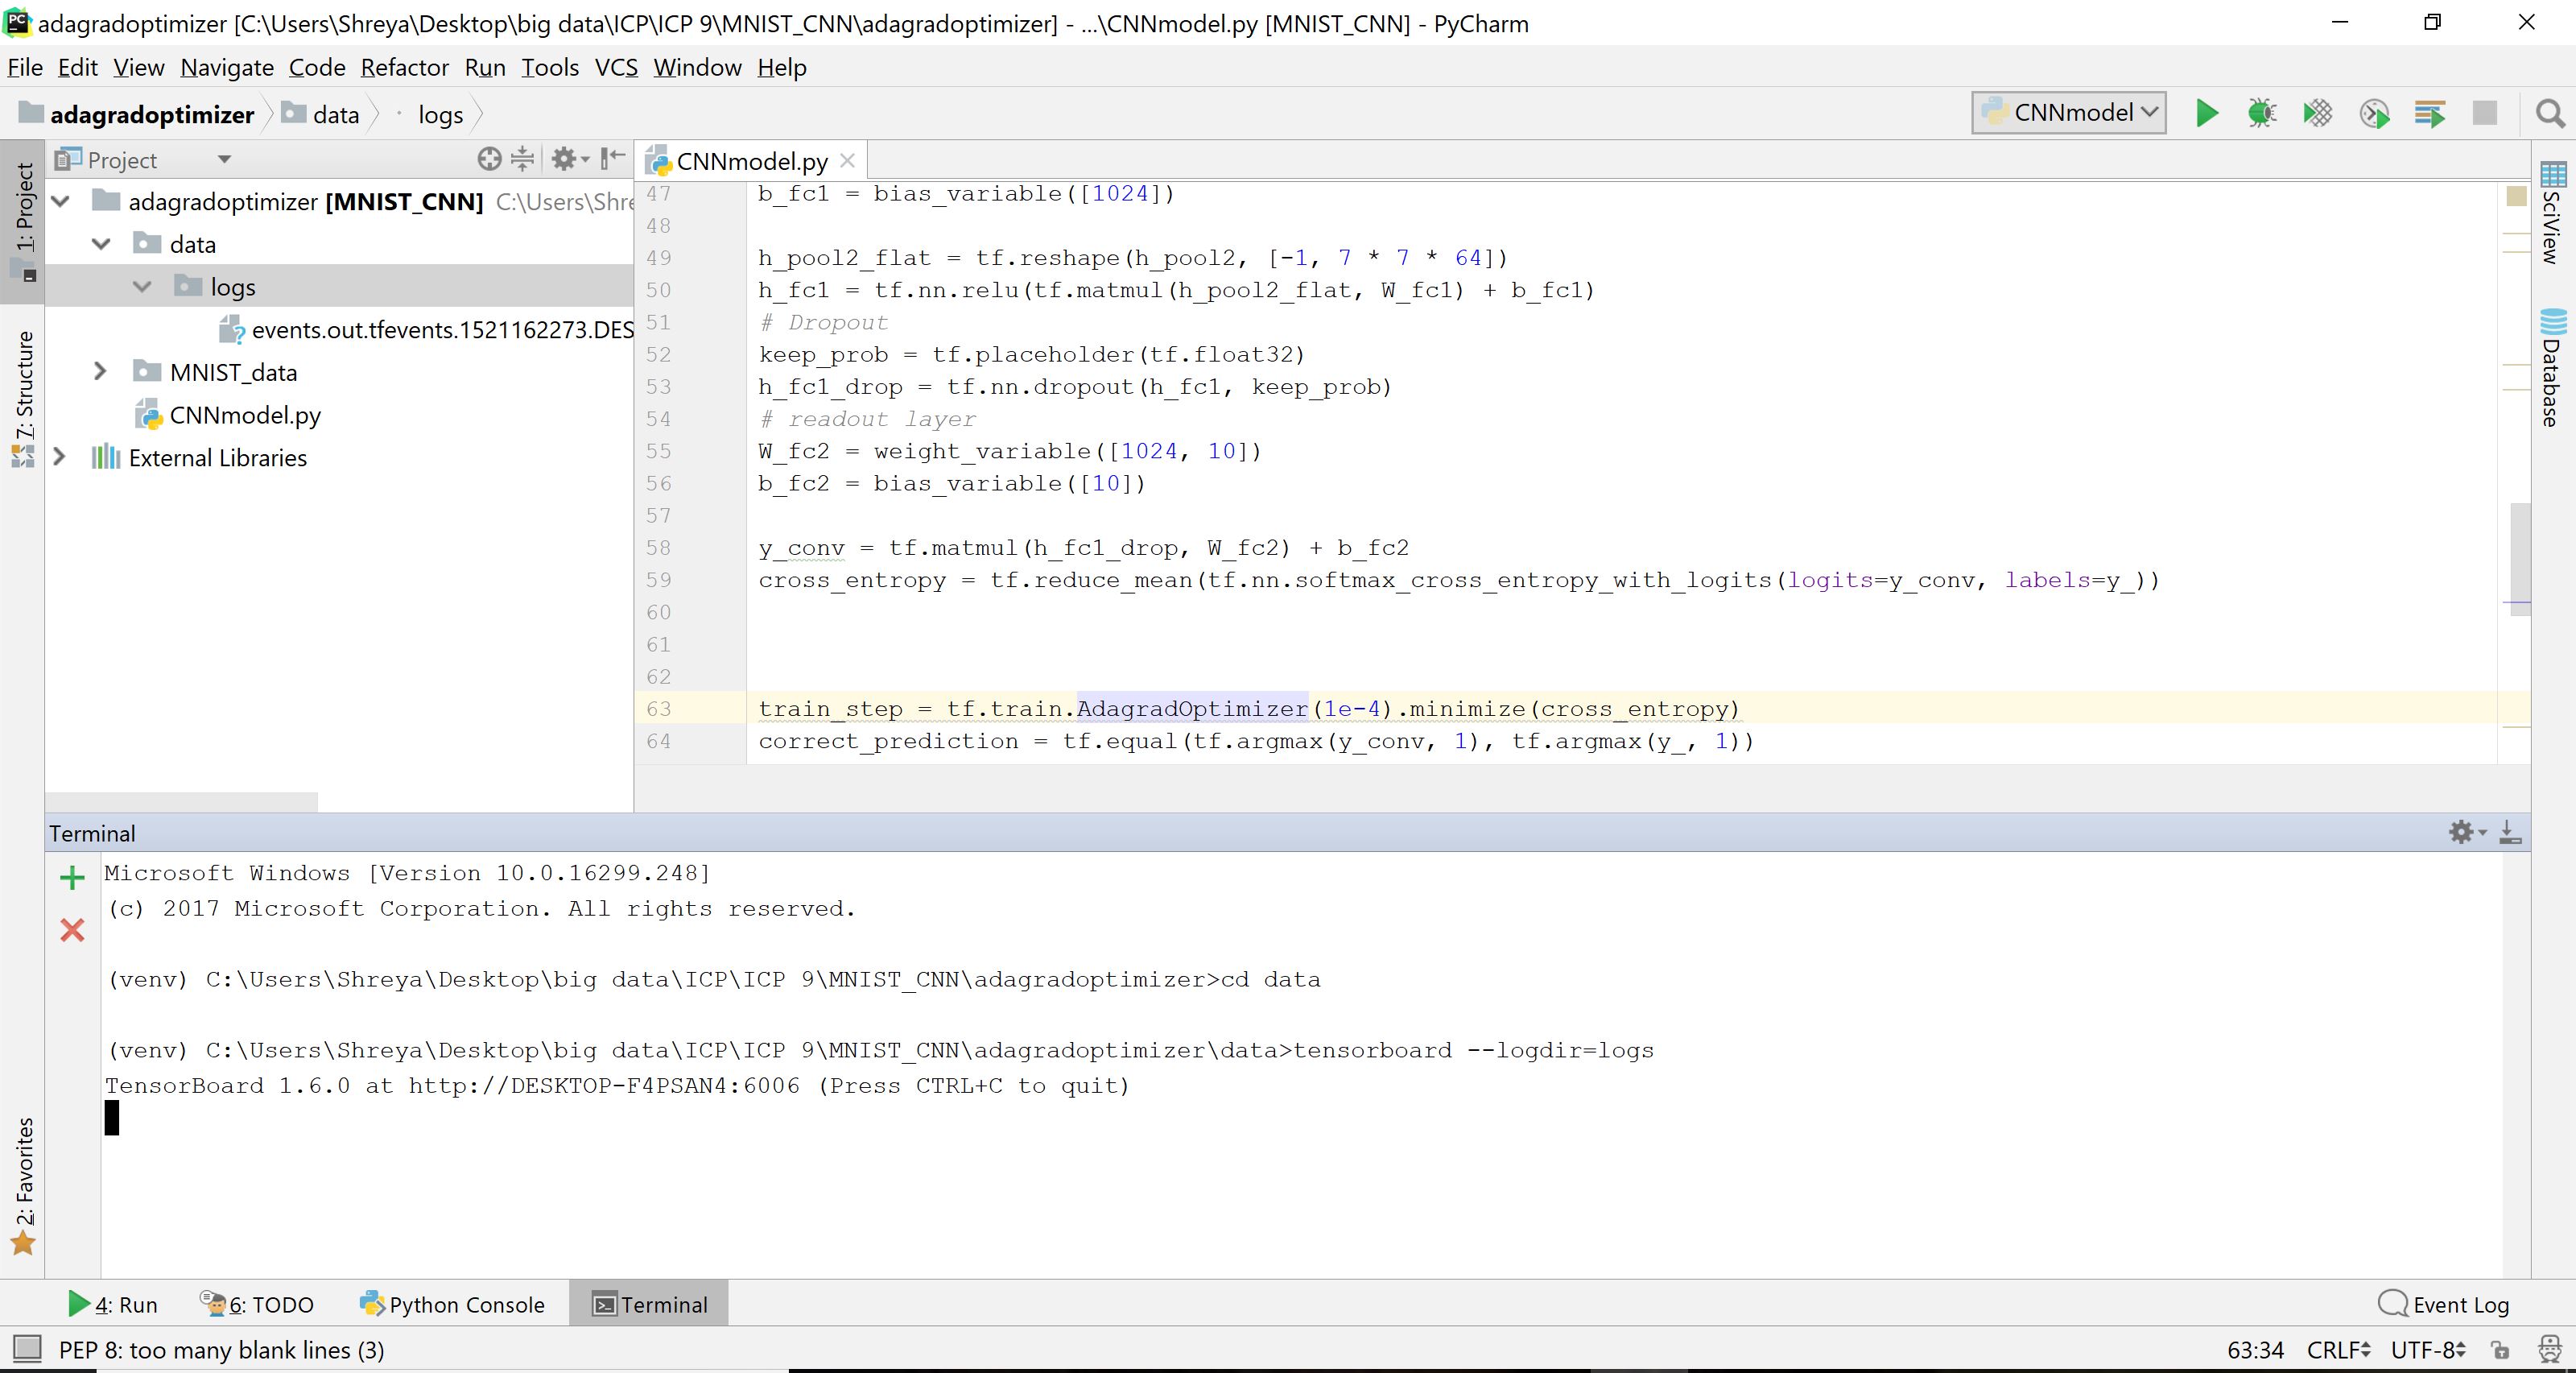 adagradoptimizer [C:\Users\Shreya\Desktop\big data\ICP\ICP 9\MNIST_CNN\adagradoptimizer] - ...\CNNmodel.py [MNIST_CNN] - PyCharm
File Edit View Navigate Code Refactor Run Tools VCS Window Help
adagradoptimizer data logs
CNNmodel
1: Project
7: Structure
2: Favorites
Project
adagradoptimizer [MNIST_CNN] C:\Users\Shre
data
logs
events.out.tfevents.1521162273.DES
MNIST_data
CNNmodel.py
External Libraries
CNNmodel.py
47 b_fc1 = bias_variable([1024])
48
49 h_pool2_flat = tf.reshape(h_pool2, [-1, 7 * 7 * 64])
50 h_fc1 = tf.nn.relu(tf.matmul(h_pool2_flat, W_fc1) + b_fc1)
51 # Dropout
52 keep_prob = tf.placeholder(tf.float32)
53 h_fc1_drop = tf.nn.dropout(h_fc1, keep_prob)
54 # readout layer
55 W_fc2 = weight_variable([1024, 10])
56 b_fc2 = bias_variable([10])
57
58 y_conv = tf.matmul(h_fc1_drop, W_fc2) + b_fc2
59 cross_entropy = tf.reduce_mean(tf.nn.softmax_cross_entropy_with_logits(logits=y_conv, labels=y_))
60
61
62
63 train_step = tf.train.AdagradOptimizer(1e-4).minimize(cross_entropy)
64 correct_prediction = tf.equal(tf.argmax(y_conv, 1), tf.argmax(y_, 1))
SciView
Database
Terminal
Microsoft Windows [Version 10.0.16299.248]
(c) 2017 Microsoft Corporation. All rights reserved.
(venv) C:\Users\Shreya\Desktop\big data\ICP\ICP 9\MNIST_CNN\adagradoptimizer>cd data
(venv) C:\Users\Shreya\Desktop\big data\ICP\ICP 9\MNIST_CNN\adagradoptimizer\data>tensorboard --logdir=logs
TensorBoard 1.6.0 at http://DESKTOP-F4PSAN4:6006 (Press CTRL+C to quit)
4: Run 6: TODO Python Console Terminal Event Log
PEP 8: too many blank lines (3) 63:34 CRLF UTF-8